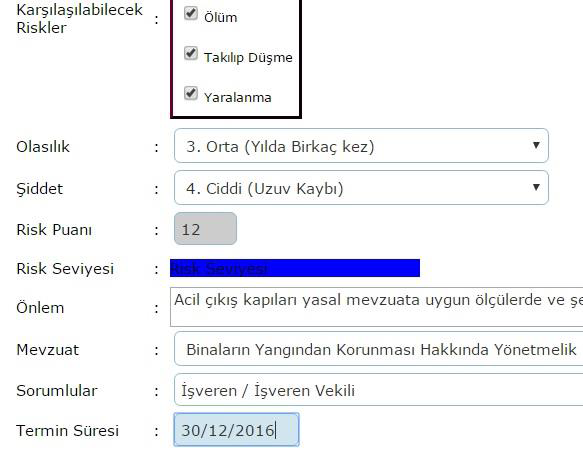 Karşılaşılabilecek
Riskler :
Ölüm
Takılıp Düşme
Yaralanma
Olasılık : 3. Orta (Yılda Birkaç kez)
Şiddet : 4. Ciddi (Uzuv Kaybı)
Risk Puanı : 12
Risk Seviyesi : Risk Seviyesi
Önlem : Acil çıkış kapıları yasal mevzuata uygun ölçülerde ve şe
Mevzuat : Binaların Yangından Korunması Hakkında Yönetmelik
Sorumlular : İşveren / İşveren Vekili
Termin Süresi : 30/12/2016